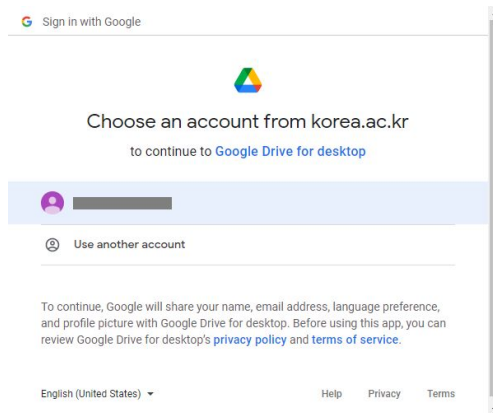 Sign in with Google
Choose an account from korea.ac.kr
to continue to Google Drive for desktop
Use another account
To continue, Google will share your name, email address, language preference,
and profile picture with Google Drive for desktop. Before using this app, you can
review Google Drive for desktop's privacy policy and terms of service.
English (United States) Help Privacy Terms